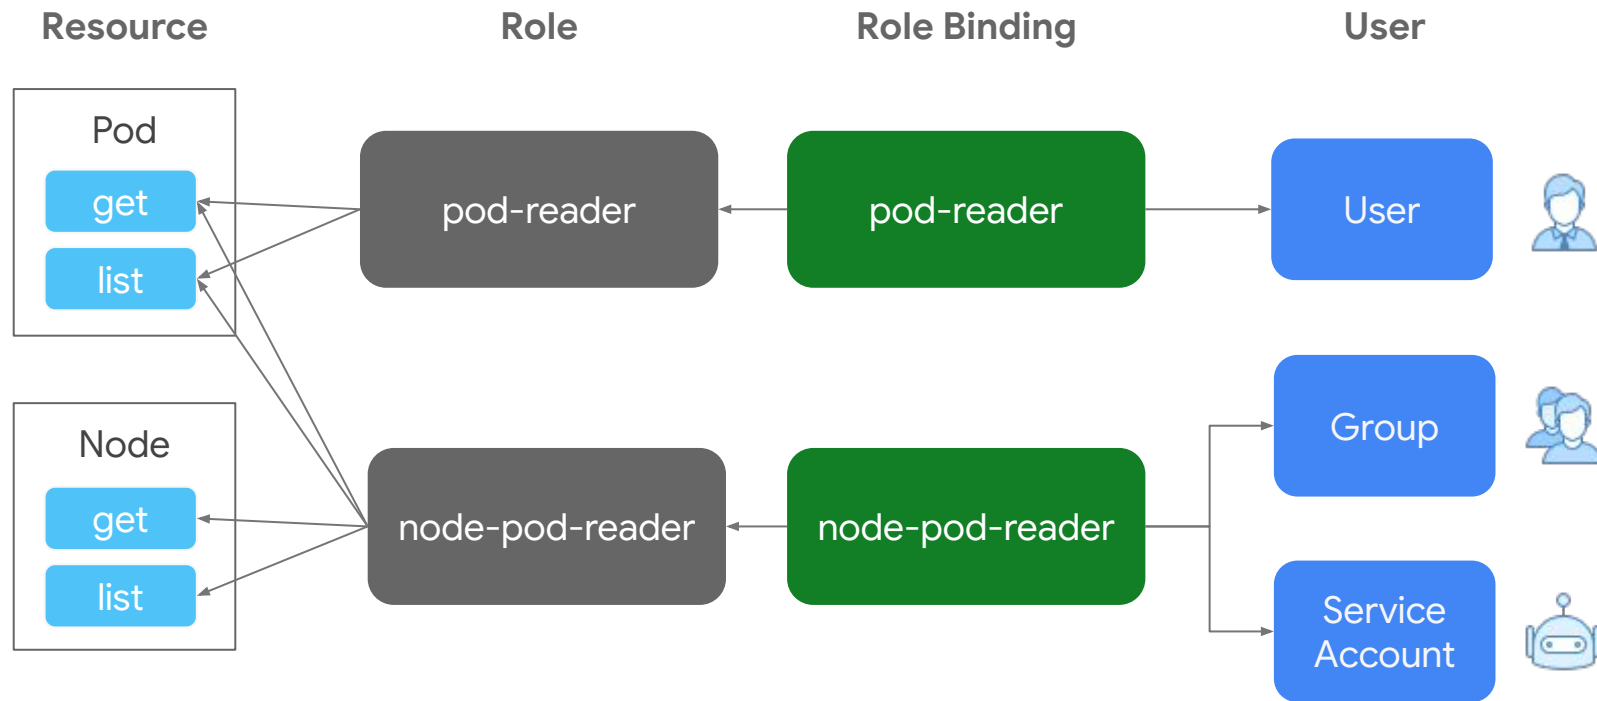 Resource
Role
Role Binding
User
Pod
get
list
pod-reader
pod-reader
User
Node
get
list
node-pod-reader
node-pod-reader
Group
Service
Account